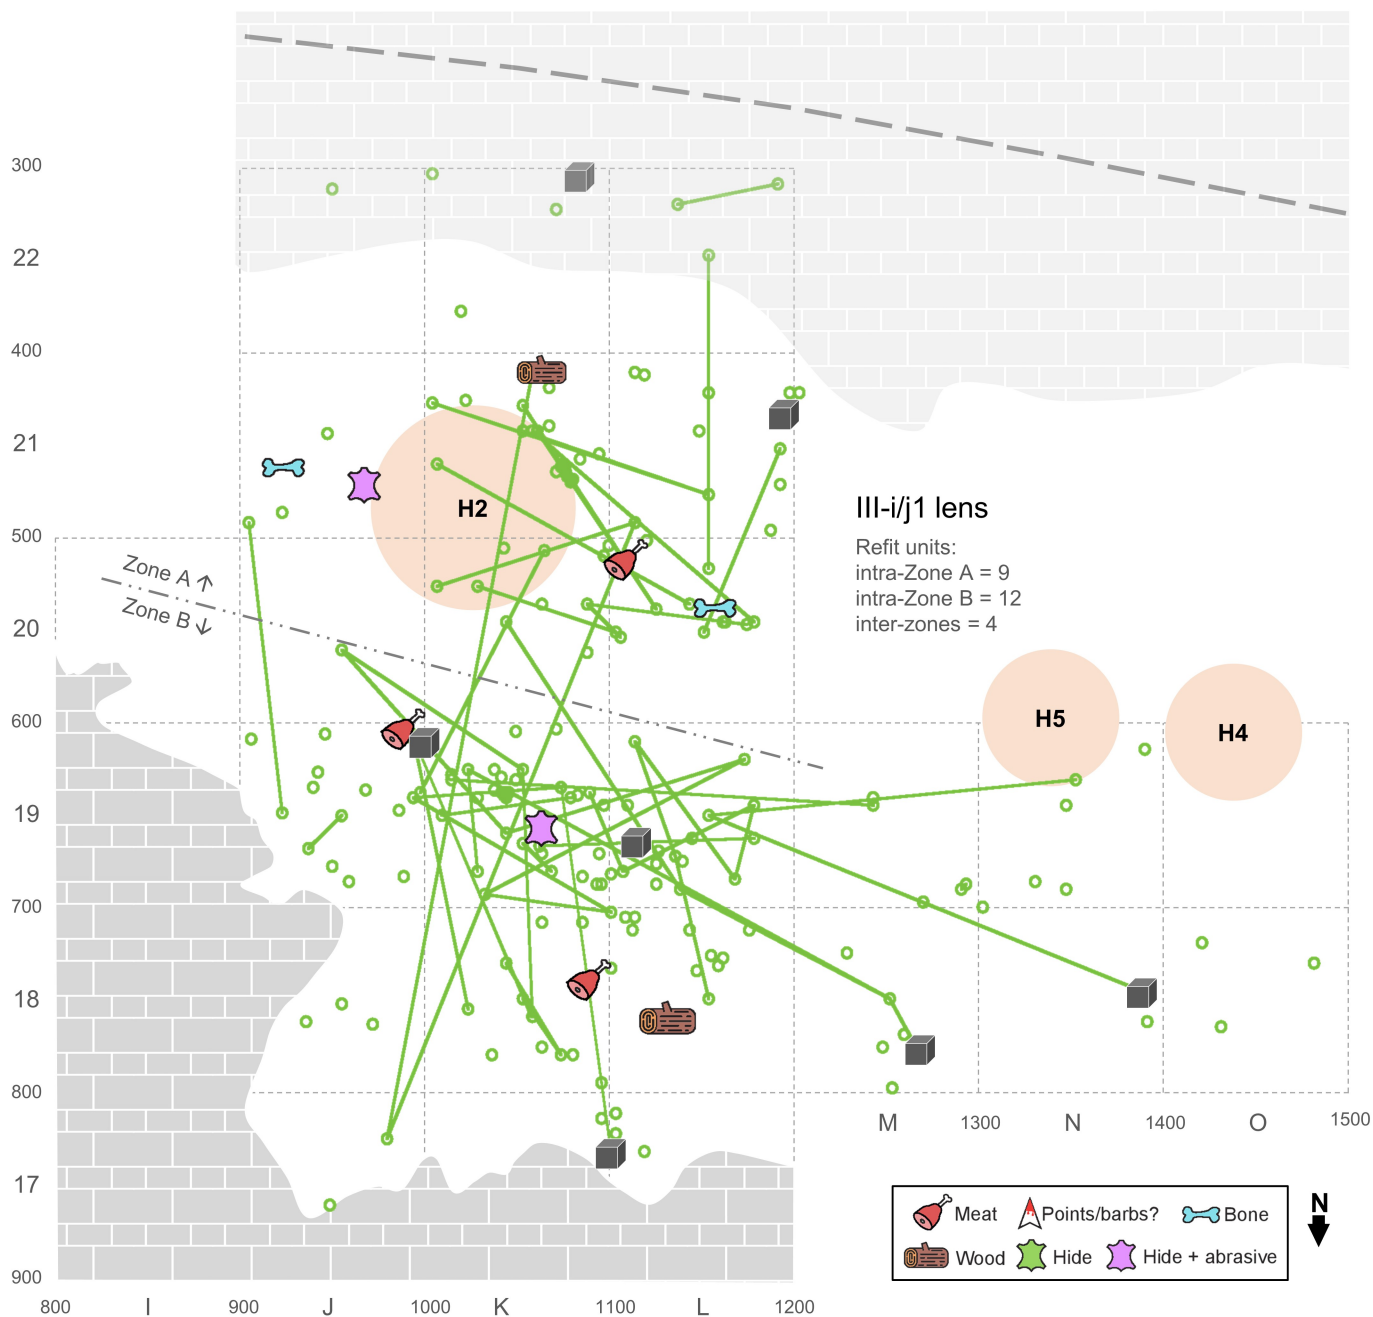 300
22
400
21
H2
III-i/j1 lens
500
Refit units:
intra-Zone A = 9
intra-Zone B = 12
inter-zones = 4
Zone A
Zone B
20
600
H5
H4
19
700
18
800
M
1300
N
1400
O
1500
17
Meat
Points/barbs?
Bone
N
Wood
Hide
Hide + abrasive
900
800
I
900
J
1000
K
1100
L
1200